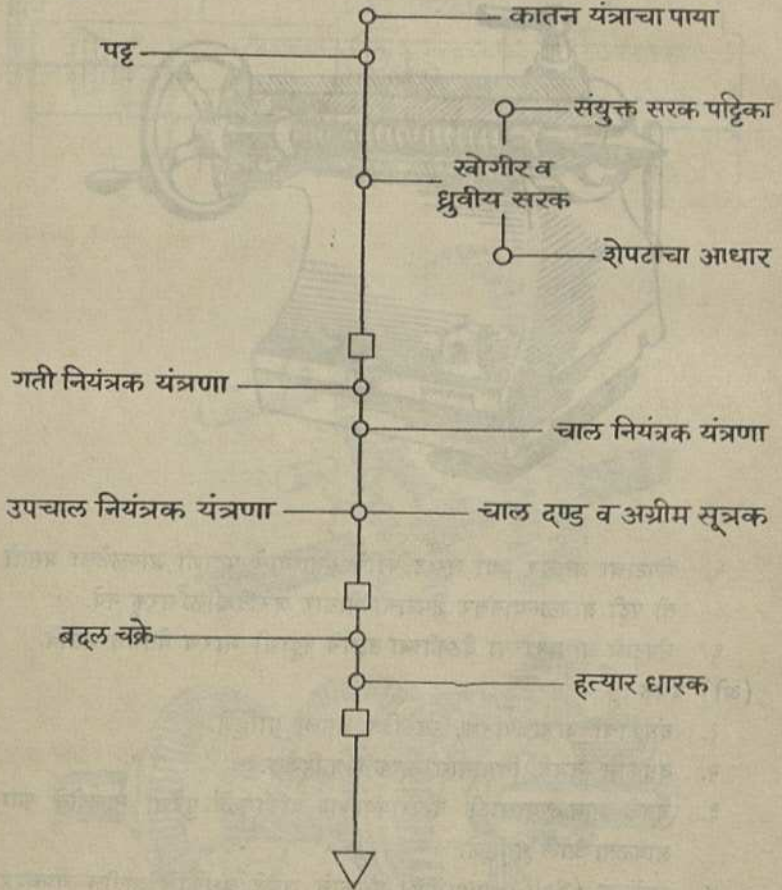 कातन यंत्राचा पाया
पट्ट
संयुक्त सरक पट्टिका
खोगीर व
ध्रुवीय सरक
शेपटाचा आधार
गती नियंत्रक यंत्रणा
चाल नियंत्रक यंत्रणा
उपचाल नियंत्रक यंत्रणा
चाल दण्ड व अग्रीम सूत्रक
बदल चक्रे
हत्यार धारक